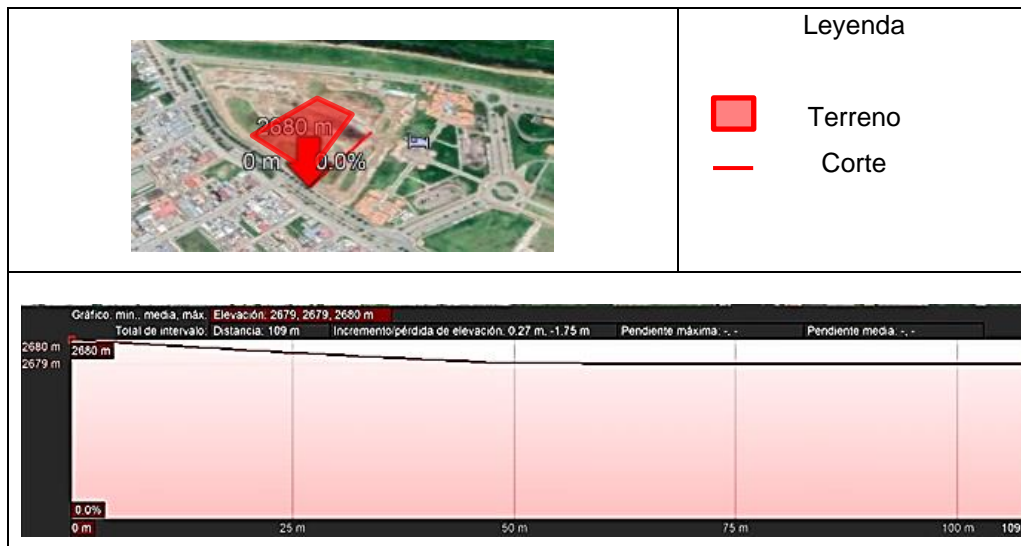 Leyenda
Terreno
Corte
2680 m
0 m 0.0%
Gráfico: min., media, máx. Elevación: 2679, 2679, 2680 m
Total de intervalo: Distancia: 109 m Incremento/pérdida de elevación: 0.27 m, -1.75 m Pendiente máxima: -, - Pendiente media: -, -
2680 m 2680 m
2679 m
0.0%
0 m 25 m 50 m 75 m 100 m 109